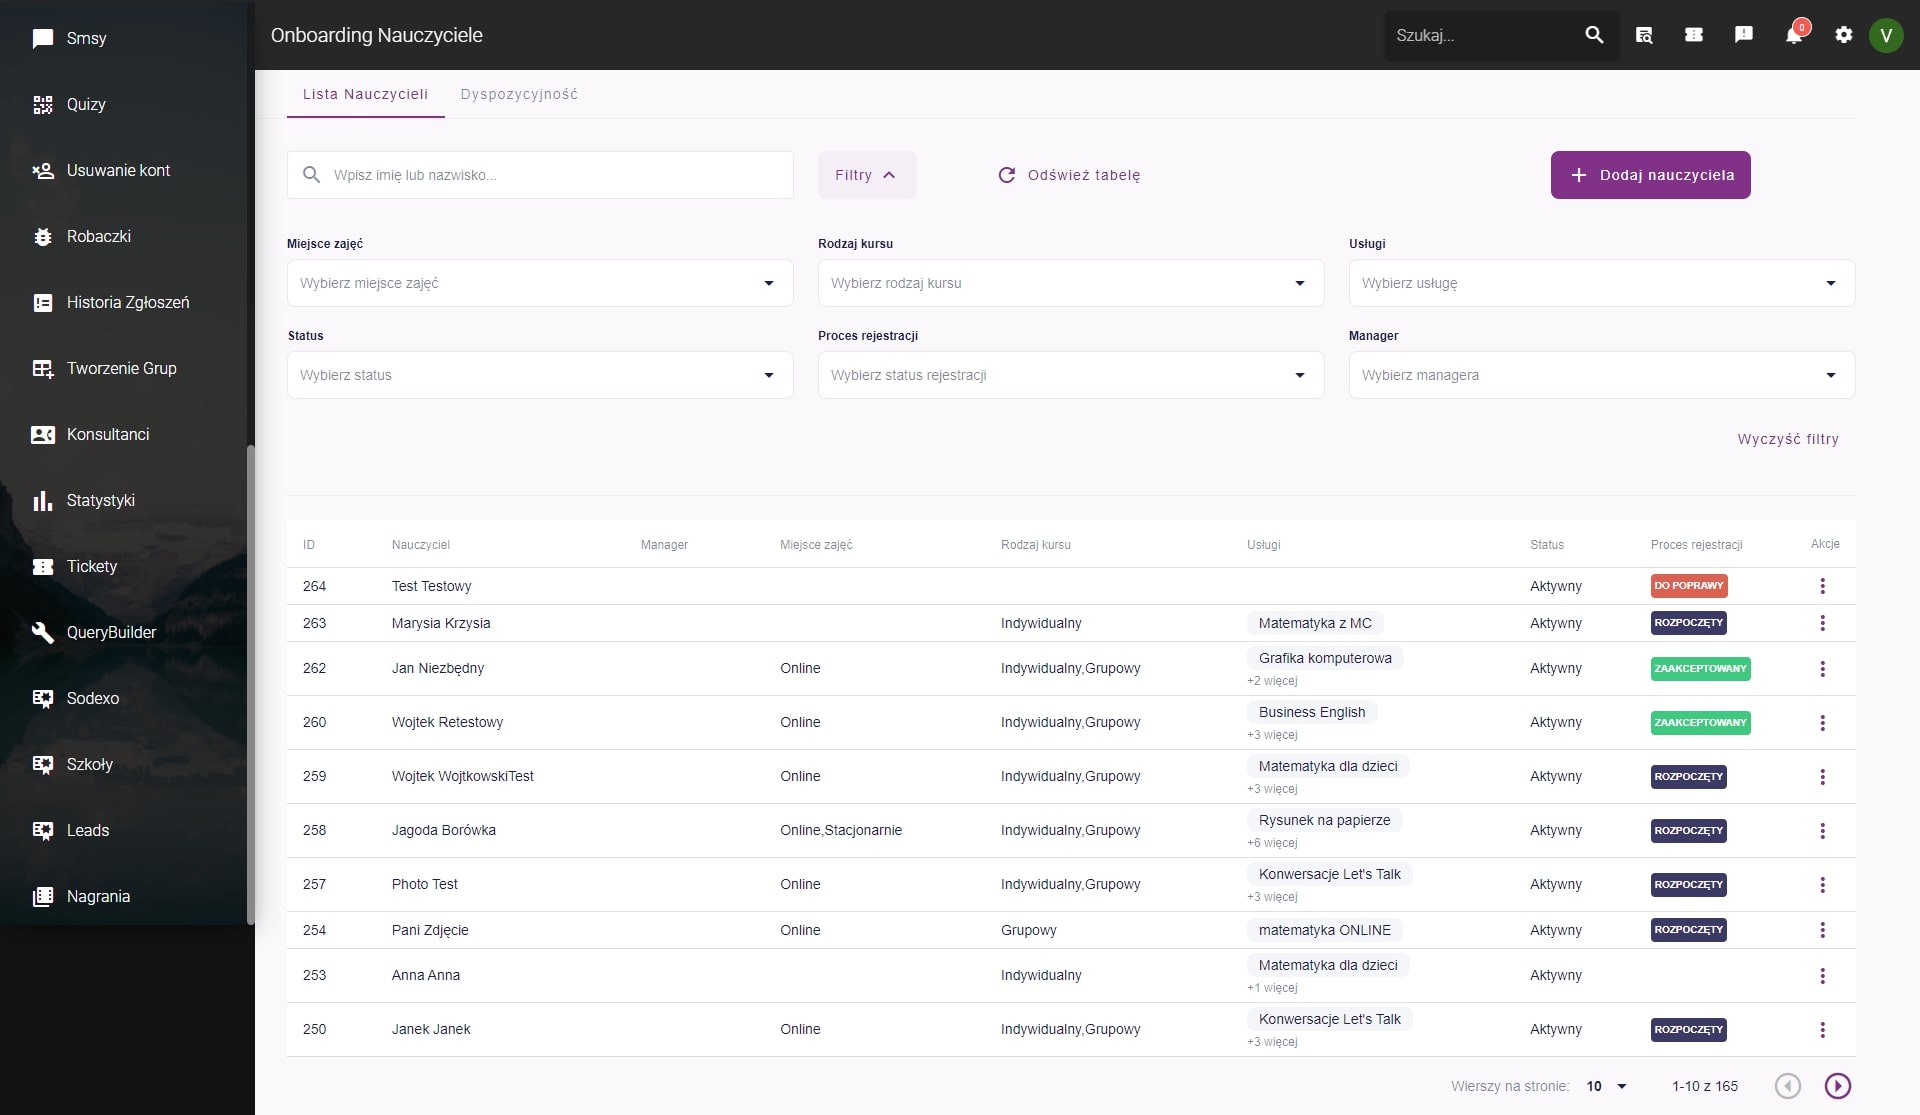 Smsy
Quizy
Usuwanie kont
Robaczki
Historia Zgłoszeń
Tworzenie Grup
Konsultanci
Statystyki
Tickety
QueryBuilder
Sodexo
Szkoły
Leads
Nagrania
Onboarding Nauczyciele
Szukaj...
0
V
Lista Nauczycieli Dyspozycyjność
Wpisz imię lub nazwisko...
Filtry
Odśwież tabelę
Dodaj nauczyciela
Miejsce zajęć Rodzaj kursu Usługi
Wybierz miejsce zajęć Wybierz rodzaj kursu Wybierz usługę
Status Proces rejestracji Manager
Wybierz status Wybierz status rejestracji Wybierz managera
Wyczyść filtry
ID Nauczyciel Manager Miejsce zajęć Rodzaj kursu Usługi Status Proces rejestracji Akcje
264 Test Testowy Aktywny DO POPRAWY
263 Marysia Krzysia Indywidualny Matematyka z MC Aktywny ROZPOCZĘTY
262 Jan Niezbędny Online Indywidualny,Grupowy Grafika komputerowa Aktywny ZAAKCEPTOWANY
+2 więcej
260 Wojtek Retestowy Online Indywidualny,Grupowy Business English Aktywny ZAAKCEPTOWANY
+3 więcej
259 Wojtek WojtkowskiTest Online Indywidualny,Grupowy Matematyka dla dzieci Aktywny ROZPOCZĘTY
+3 więcej
258 Jagoda Borówka Online,Stacjonarnie Indywidualny,Grupowy Rysunek na papierze Aktywny ROZPOCZĘTY
+6 więcej
257 Photo Test Online Indywidualny,Grupowy Konwersacje Let's Talk Aktywny ROZPOCZĘTY
+3 więcej
254 Pani Zdjęcie Online Grupowy matematyka ONLINE Aktywny ROZPOCZĘTY
253 Anna Anna Indywidualny Matematyka dla dzieci Aktywny
+1 więcej
250 Janek Janek Online Indywidualny,Grupowy Konwersacje Let's Talk Aktywny ROZPOCZĘTY
+3 więcej
Wierszy na stronie: 10 1-10 z 165